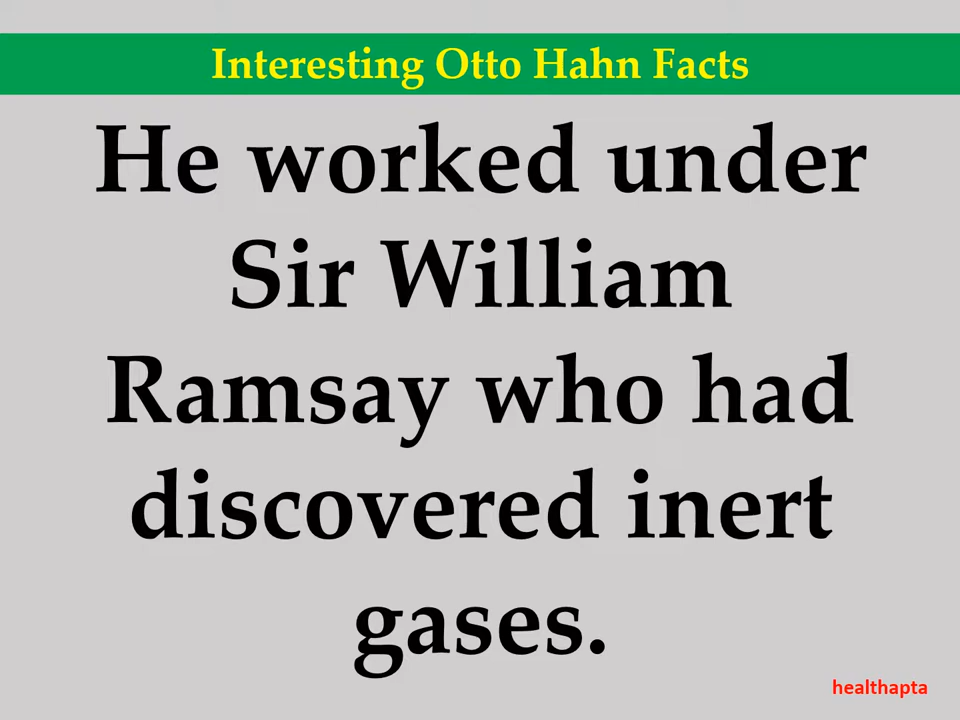 Interesting Otto Hahn Facts
He worked under
Sir William
Ramsay who had
discovered inert
gases.
healthapta